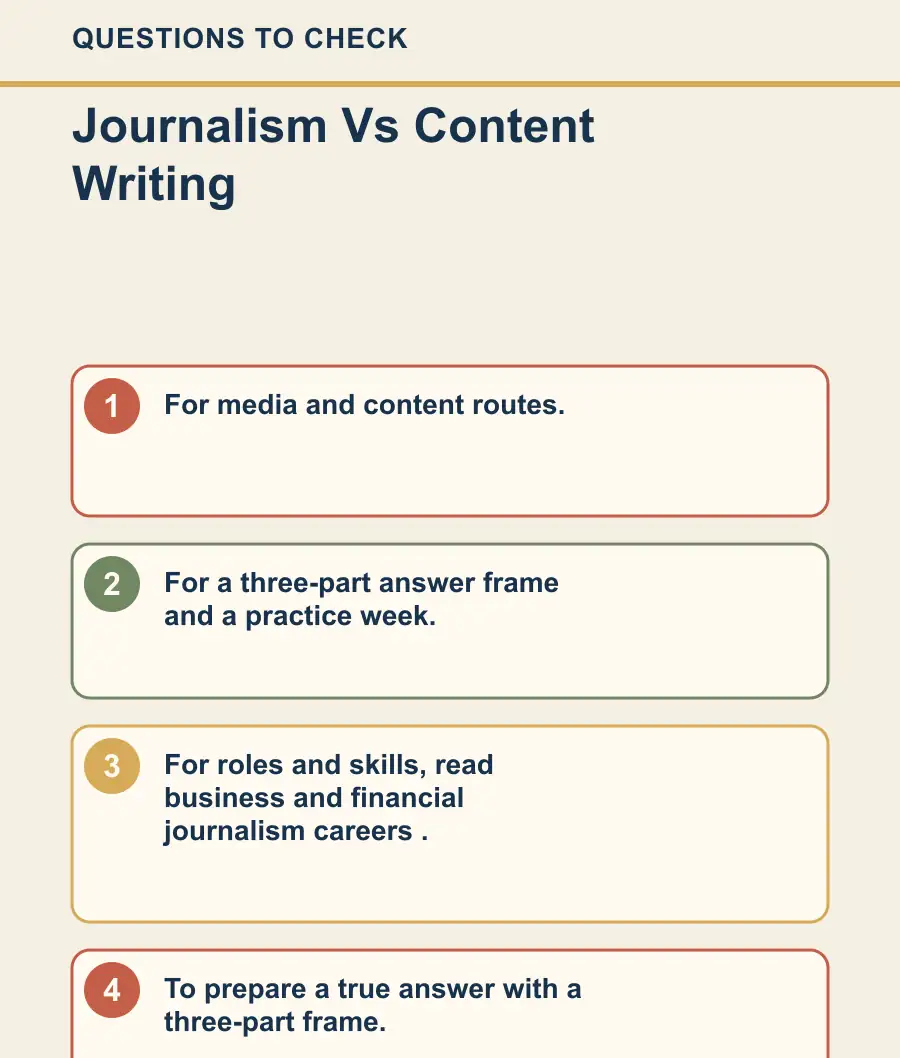 QUESTIONS TO CHECK
Journalism Vs Content
Writing
1
For media and content routes.
2
For a three-part answer frame
and a practice week.
3
For roles and skills, read
business and financial
journalism careers .
4
To prepare a true answer with a
three-part frame.